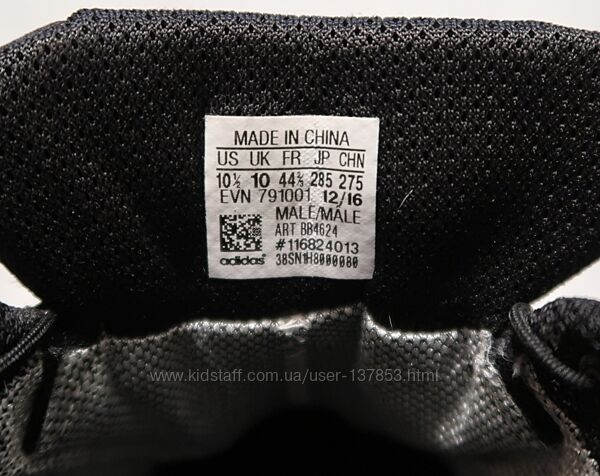 MADE IN CHINA
US UK FR JP CHN
10½ 10 44⅔ 285 275
EVN 791001 12/16
MALE/MALE
ART BB4624
#116824013
adidas® 38SN1H8000080
www.kidstaff.com.ua/user-137853.html